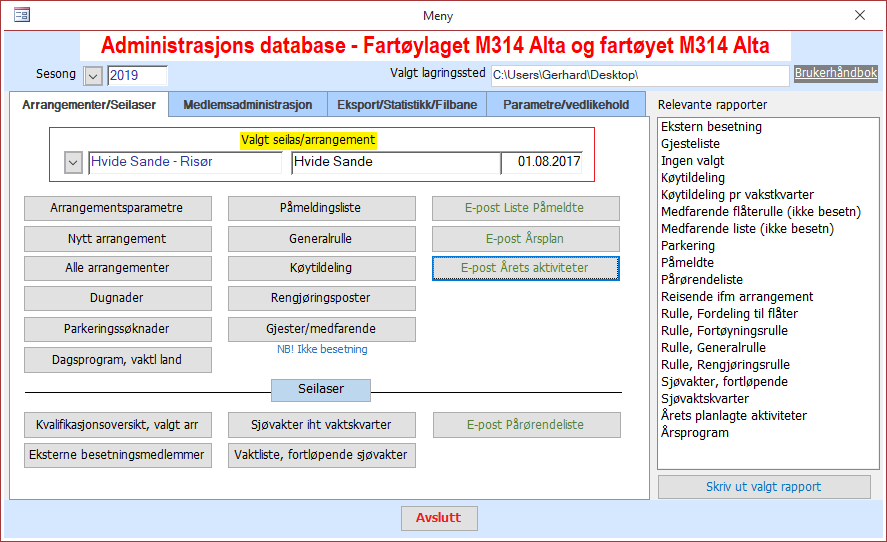 Meny
Administrasjons database - Fartøylaget M314 Alta og fartøyet M314 Alta
Sesong 2019 Valgt lagringssted C:\Users\Gerhard\Desktop\ Brukerhåndbok
Arrangementer/Seilaser Medlemsadministrasjon Eksport/Statistikk/Filbane Parametre/vedlikehold
Valgt seilas/arrangement
Hvide Sande - Risør Hvide Sande 01.08.2017
Arrangementsparametre Påmeldingsliste E-post Liste Påmeldte
Nytt arrangement Generalrulle E-post Årsplan
Alle arrangementer Køytildeling E-post Årets aktiviteter
Dugnader Rengjøringsposter
Parkeringssøknader Gjester/medfarende
NB! Ikke besetning
Dagsprogram, vaktl land
Seilaser
Kvalifikasjonsoversikt, valgt arr Sjøvakter iht vaktskvarter E-post Pårørendeliste
Eksterne besetningsmedlemmer Vaktliste, fortløpende sjøvakter
Relevante rapporter
Ekstern besetning
Gjesteliste
Ingen valgt
Køytildeling
Køytildeling pr vakstkvarter
Medfarende flåterulle (ikke besetn)
Medfarende liste (ikke besetn)
Parkering
Påmeldte
Pårørendeliste
Reisende ifm arrangement
Rulle, Fordeling til flåter
Rulle, Fortøyningsrulle
Rulle, Generalrulle
Rulle, Rengjøringsrulle
Sjøvakter, fortløpende
Sjøvaktskvarter
Årets planlagte aktiviteter
Årsprogram
Skriv ut valgt rapport
Avslutt